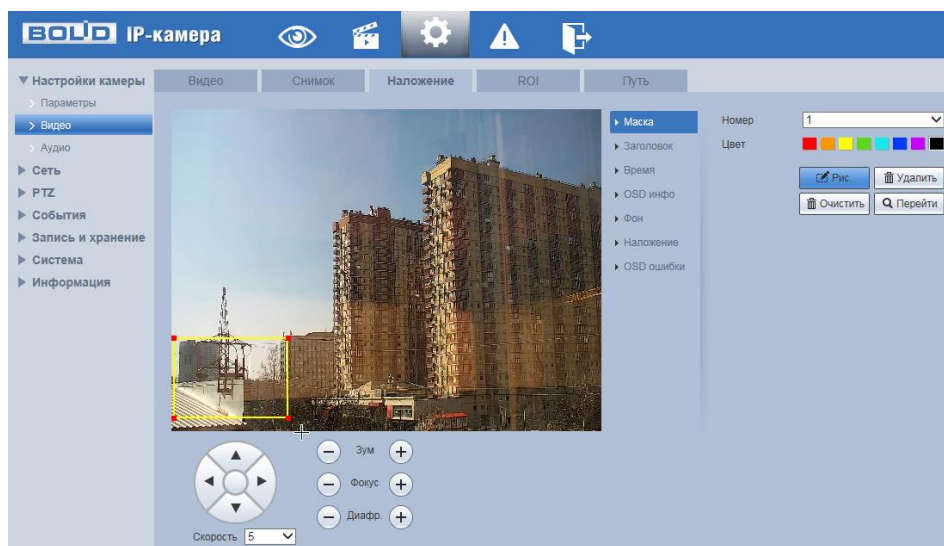 BOLID IP-камера
Настройки камеры
Параметры
Видео
Аудио
Сеть
PTZ
События
Запись и хранение
Система
Информация
Видео Снимок Наложение ROI Путь
Маска
Заголовок
Время
OSD инфо
Фон
Наложение
OSD ошибки
Номер 1
Цвет
Рис. Удалить
Очистить Перейти
Зум
Фокус
Диафр.
Скорость 5